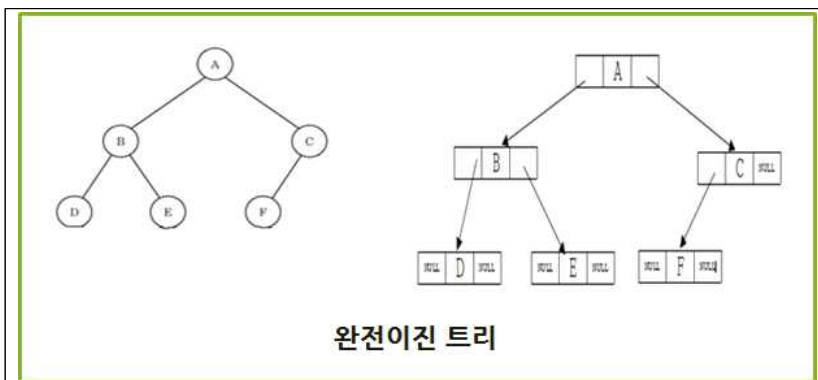 A
A
B
C
B
C NULL
D
E
F
NULL D NULL
NULL E NULL
NULL F NULL
완전이진 트리